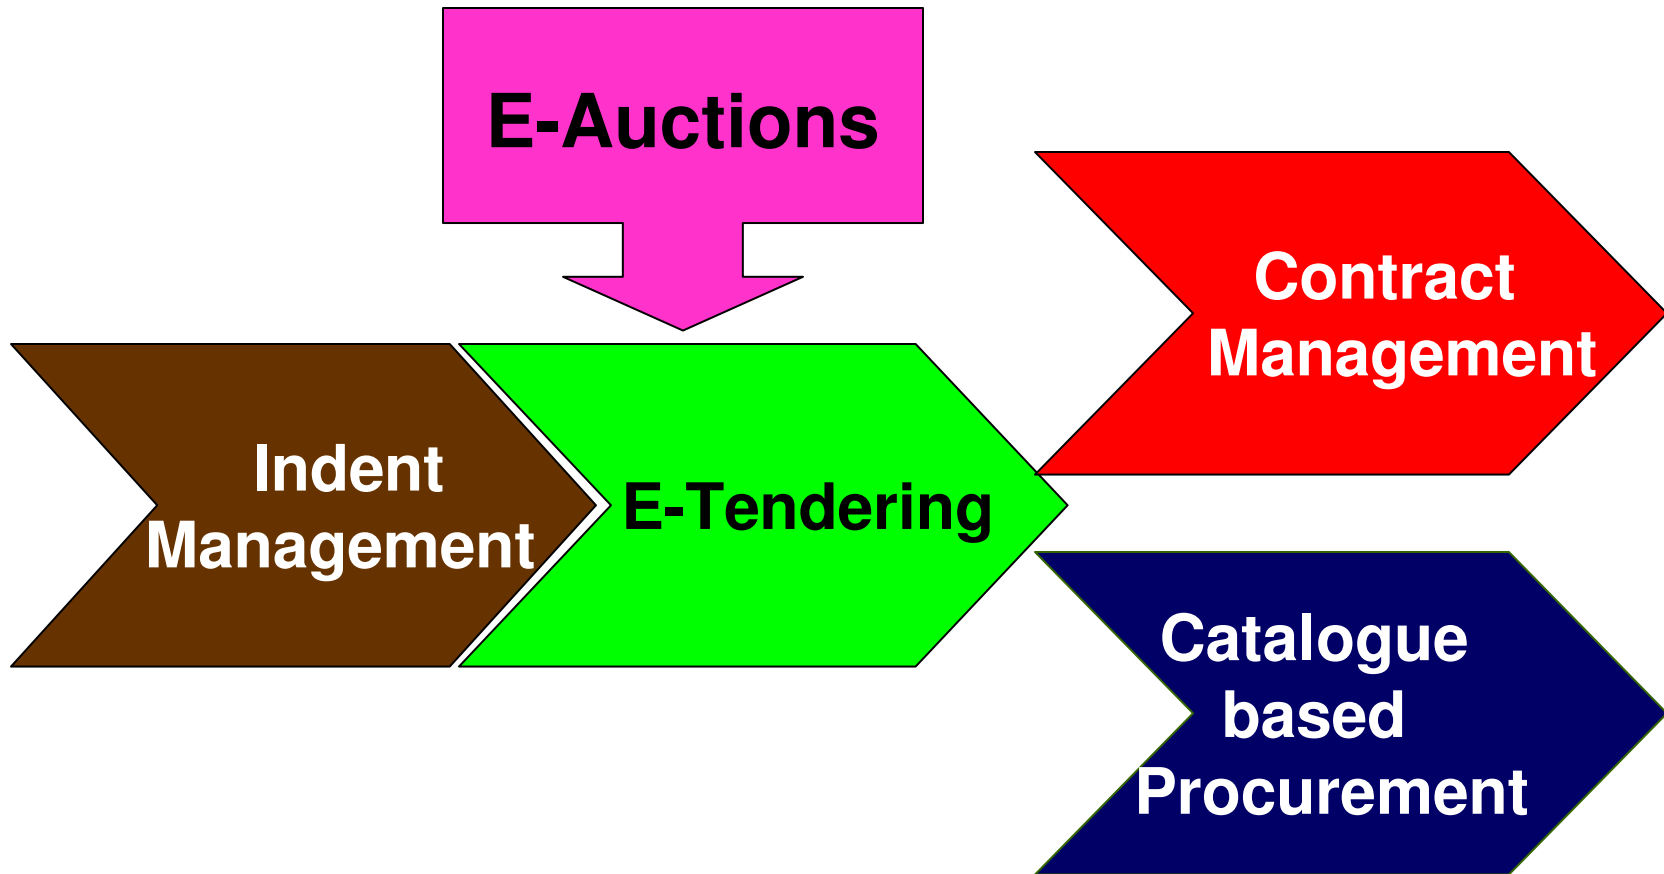 E-Auctions
Indent
Management
E-Tendering
Contract
Management
Catalogue
based
Procurement